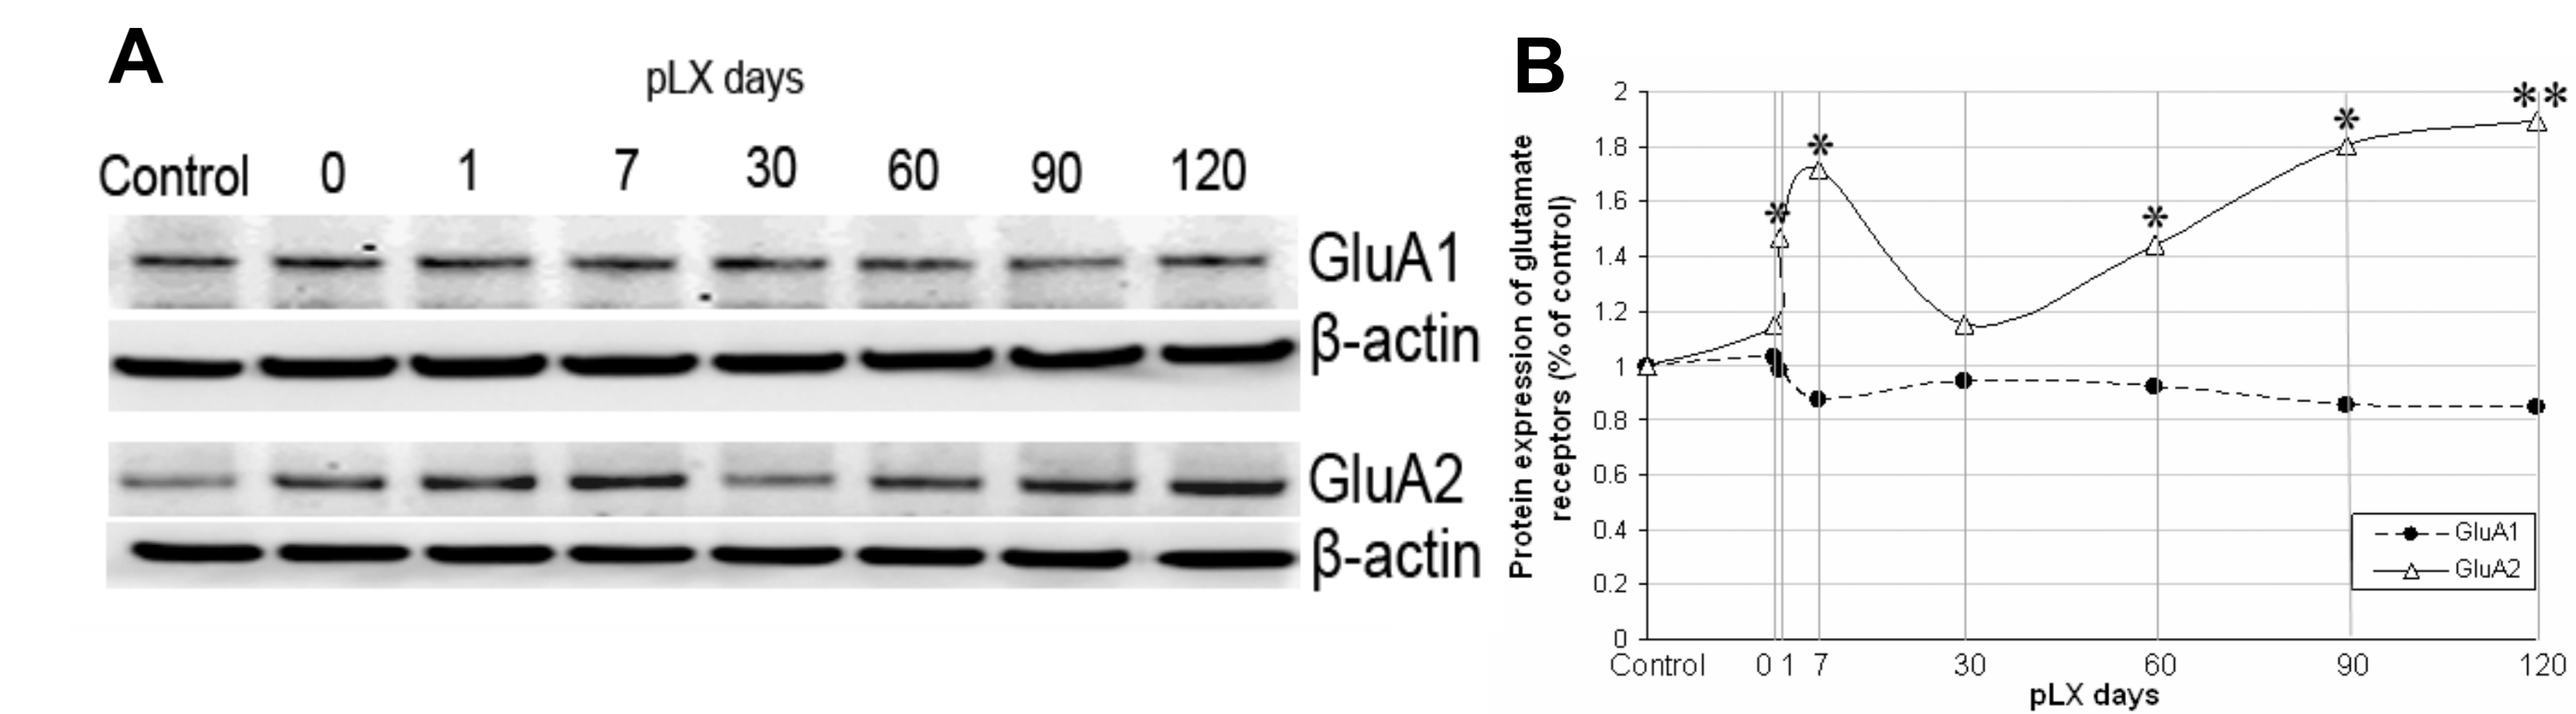 A
pLX days
Control 0 1 7 30 60 90 120
GluA1
β-actin
GluA2
β-actin
B
Protein expression of glutamate
receptors (% of control)
2
1.8
1.6
1.4
1.2
1
0.8
0.6
0.4
0.2
0
* * * * **
GluA1
GluA2
Control 0 1 7 30 60 90 120
pLX days